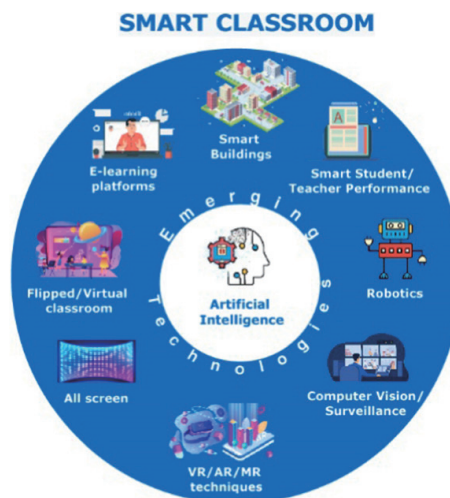 SMART CLASSROOM
Smart
Buildings
E-learning
platforms
A
Smart Student/
Teacher Performance
Emerging
Flipped/Virtual
classroom
Artificial
Intelligence
Robotics
Technologies
All screen
Computer Vision/
Surveillance
VR/AR/MR
techniques